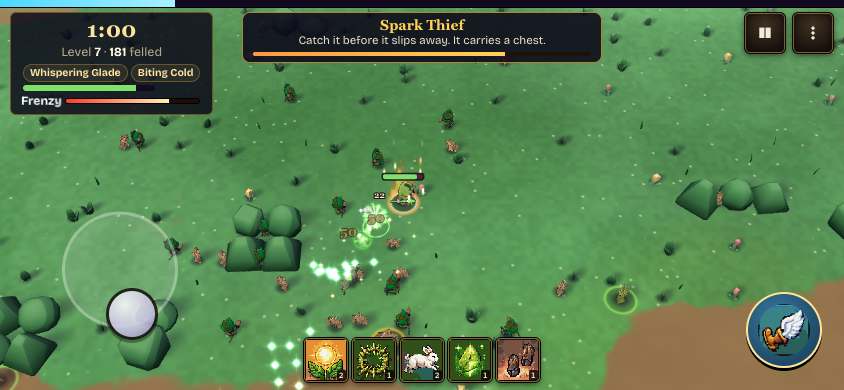 1:00
Level 7 · 181 felled
Whispering Glade Biting Cold
Frenzy
Spark Thief
Catch it before it slips away. It carries a chest.
22
50
50
2
1
2
1
1